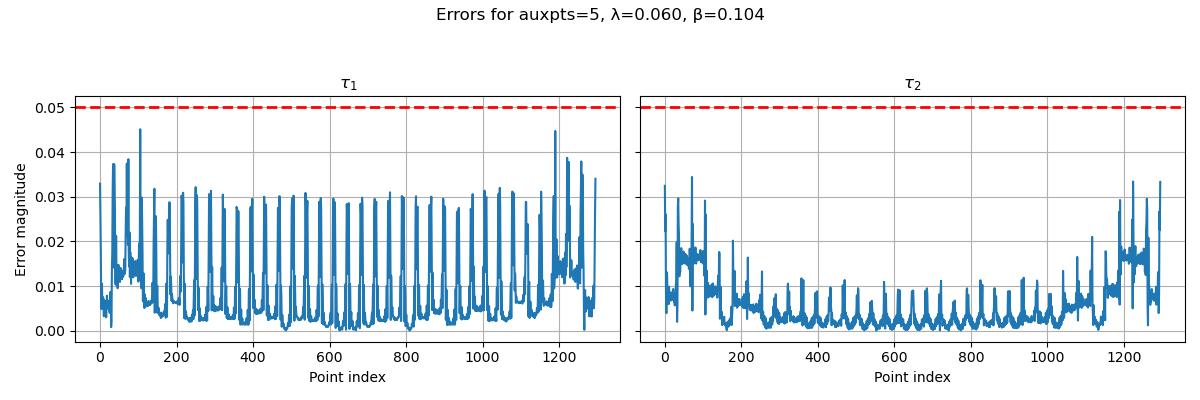 Errors for auxpts=5, λ=0.060, β=0.104
τ₁
τ₂
Error magnitude
0.05
0.04
0.03
0.02
0.01
0.00
0 200 400 600 800 1000 1200
0 200 400 600 800 1000 1200
Point index
Point index